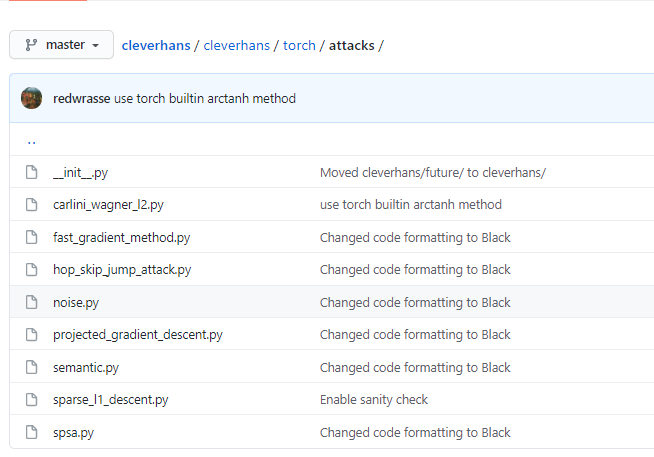 master cleverhans / cleverhans / torch / attacks /
redwrasse use torch builtin arctanh method
..
__init__.py Moved cleverhans/future/ to cleverhans/
carlini_wagner_l2.py use torch builtin arctanh method
fast_gradient_method.py Changed code formatting to Black
hop_skip_jump_attack.py Changed code formatting to Black
noise.py Changed code formatting to Black
projected_gradient_descent.py Changed code formatting to Black
semantic.py Changed code formatting to Black
sparse_l1_descent.py Enable sanity check
spsa.py Changed code formatting to Black